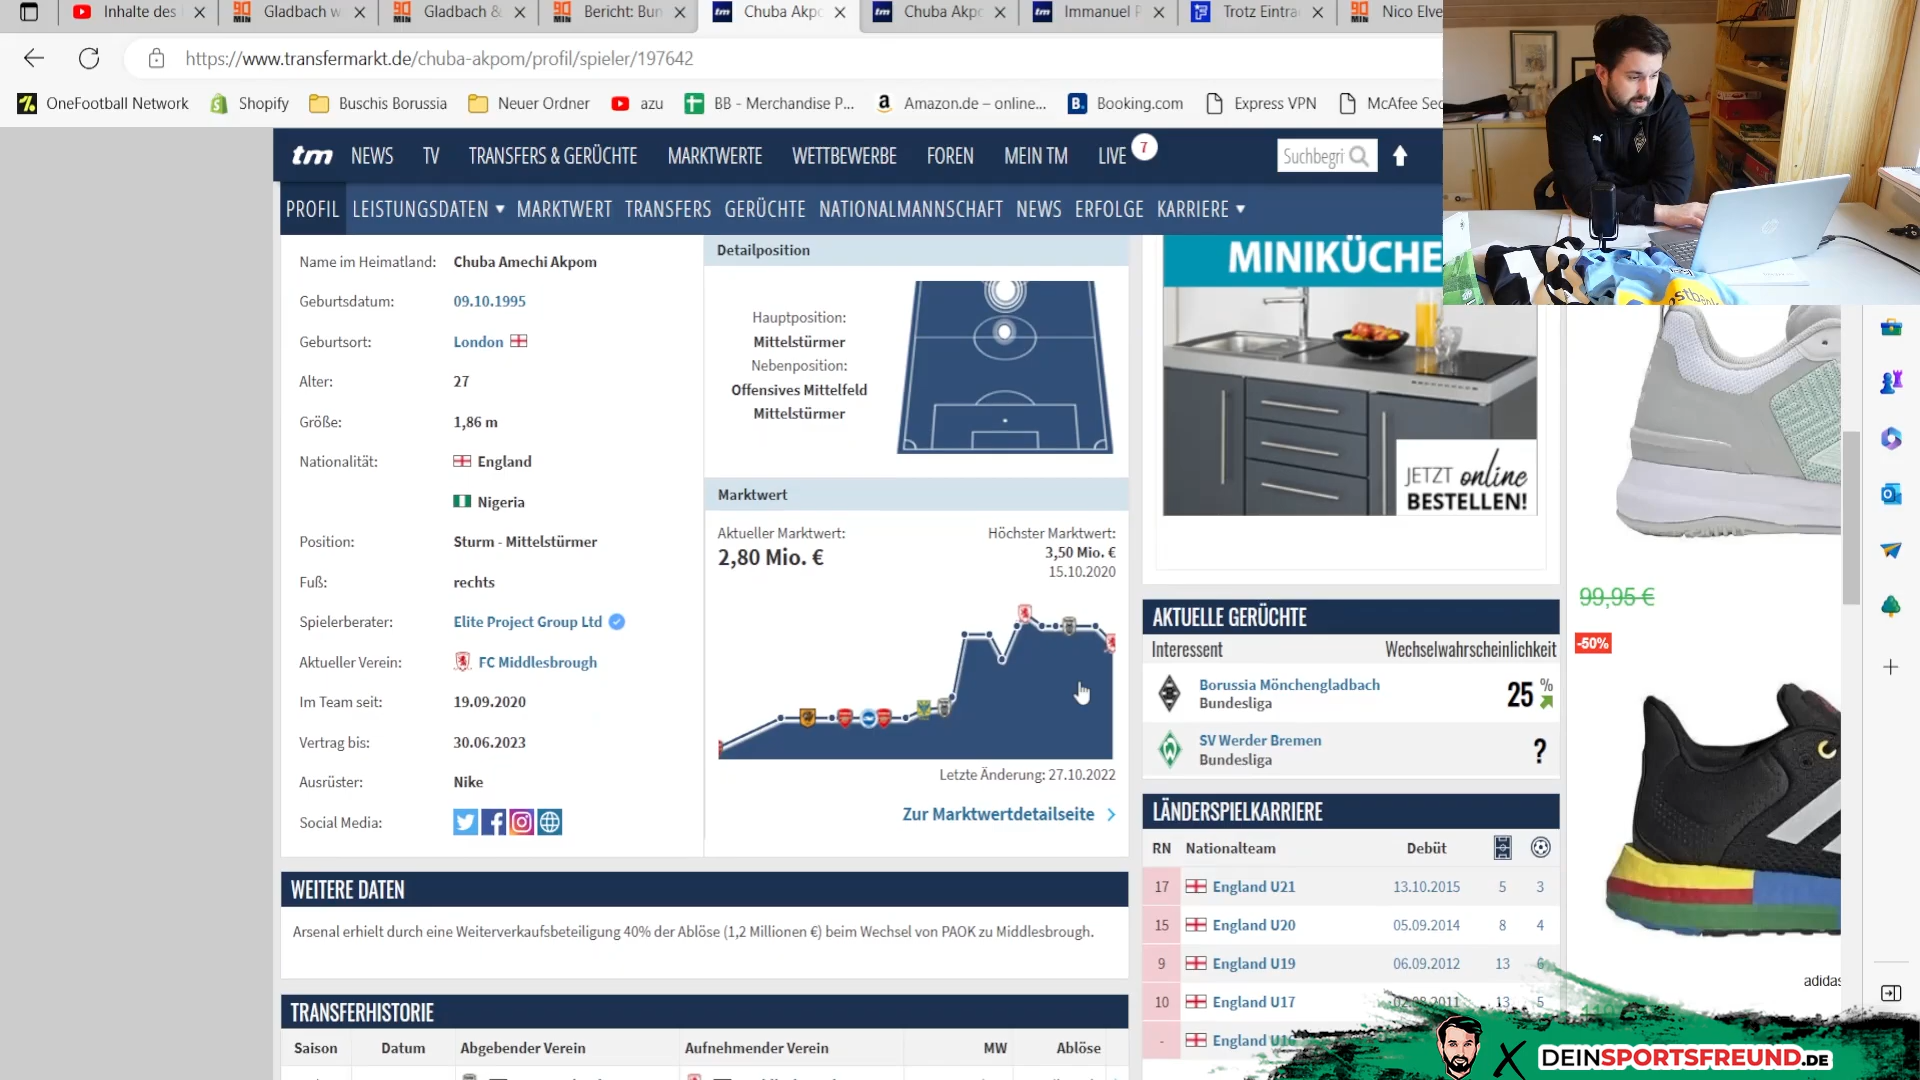 Inhalte des
Gladbach w
Gladbach &
Bericht: Bun
Chuba Akpo
Chuba Akpo
Immanuel P
Trotz Eintra
Nico Elve
https://www.transfermarkt.de/chuba-akpom/profil/spieler/197642
OneFootball Network
Shopify
Buschis Borussia
Neuer Ordner
azu
BB - Merchandise P...
Amazon.de – online...
Booking.com
Express VPN
McAfee Sec
tm NEWS TV TRANSFERS & GERÜCHTE MARKTWERTE WETTBEWERBE FOREN MEIN TM LIVE 7
Suchbegri
PROFIL LEISTUNGSDATEN MARKTWERT TRANSFERS GERÜCHTE NATIONALMANNSCHAFT NEWS ERFOLGE KARRIERE
Name im Heimatland: Chuba Amechi Akpom
Geburtsdatum: 09.10.1995
Geburtsort: London
Alter: 27
Größe: 1,86 m
Nationalität: England
Nigeria
Position: Sturm - Mittelstürmer
Fuß: rechts
Spielerberater: Elite Project Group Ltd
Aktueller Verein: FC Middlesbrough
Im Team seit: 19.09.2020
Vertrag bis: 30.06.2023
Ausrüster: Nike
Social Media:
Detailposition
Hauptposition:
Mittelstürmer
Nebenposition:
Offensives Mittelfeld
Mittelstürmer
Marktwert
Aktueller Marktwert:
2,80 Mio. €
Höchster Marktwert:
3,50 Mio. €
15.10.2020
Letzte Änderung: 27.10.2022
Zur Marktwertdetailseite
WEITERE DATEN
Arsenal erhielt durch eine Weiterverkaufsbeteiligung 40% der Ablöse (1,2 Millionen €) beim Wechsel von PAOK zu Middlesbrough.
TRANSFERHISTORIE
Saison Datum Abgebender Verein Aufnehmender Verein MW Ablöse
MINIKÜCHE
JETZT online
BESTELLEN!
AKTUELLE GERÜCHTE
Interessent Wechselwahrscheinlichkeit
Borussia Mönchengladbach
Bundesliga
25 %
SV Werder Bremen
Bundesliga
?
LÄNDERSPIELKARRIERE
RN Nationalteam Debüt
17 England U21 13.10.2015 5 3
15 England U20 05.09.2014 8 4
9 England U19 06.09.2012 13 6
10 England U17 02.08.2011 13 5
- England U16
99,95 €
-50%
adidas
X DEINSPORTSFREUND.DE